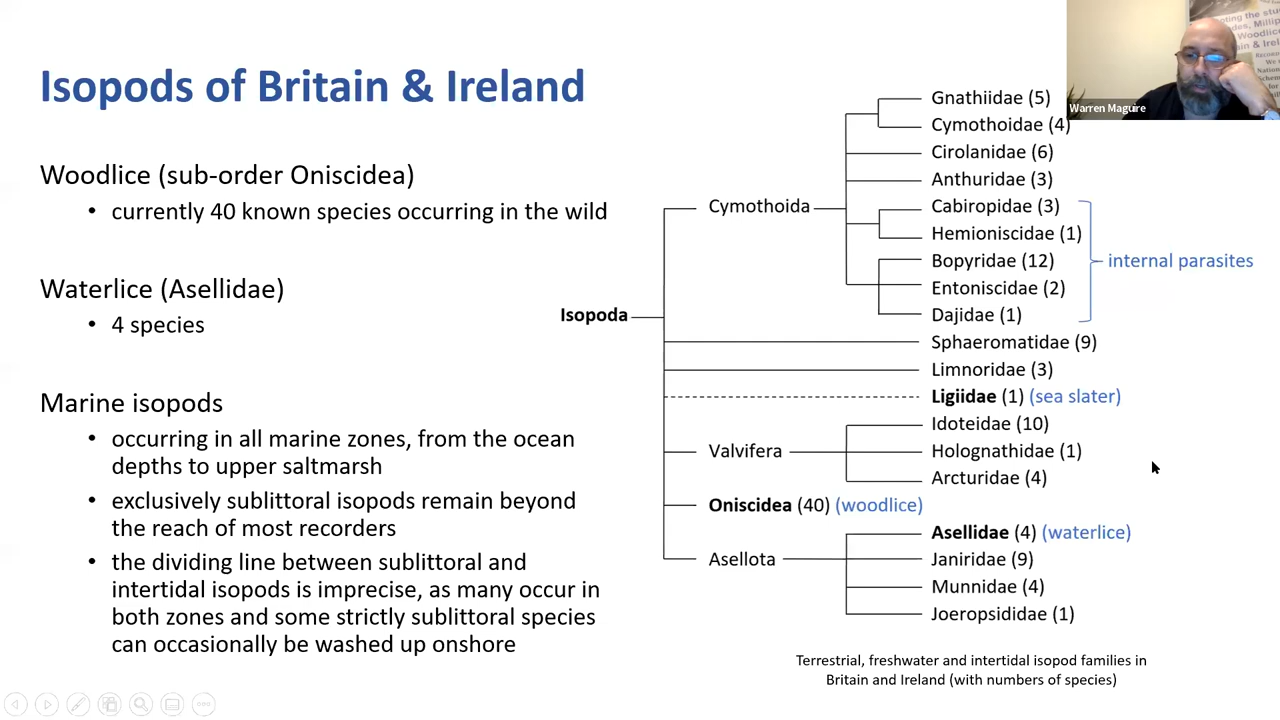 Isopods of Britain & Ireland
Woodlice (sub-order Oniscidea)
• currently 40 known species occurring in the wild
Waterlice (Asellidae)
• 4 species
Marine isopods
• occurring in all marine zones, from the ocean
depths to upper saltmarsh
• exclusively sublittoral isopods remain beyond
the reach of most recorders
• the dividing line between sublittoral and
intertidal isopods is imprecise, as many occur in
both zones and some strictly sublittoral species
can occasionally be washed up onshore
Isopoda
Cymothoida
Gnathiidae (5)
Cymothoidae (4)
Cirolanidae (6)
Anthuridae (3)
Cabiropidae (3)
Hemioniscidae (1)
Bopyridae (12)
Entoniscidae (2)
Dajidae (1)
internal parasites
Sphaeromatidae (9)
Limnoridae (3)
Ligiidae (1) (sea slater)
Valvifera
Idoteidae (10)
Holognathidae (1)
Arcturidae (4)
Oniscidea (40) (woodlice)
Asellota
Asellidae (4) (waterlice)
Janiridae (9)
Munnidae (4)
Joeropsididae (1)
Terrestrial, freshwater and intertidal isopod families in
Britain and Ireland (with numbers of species)
Warren Maguire